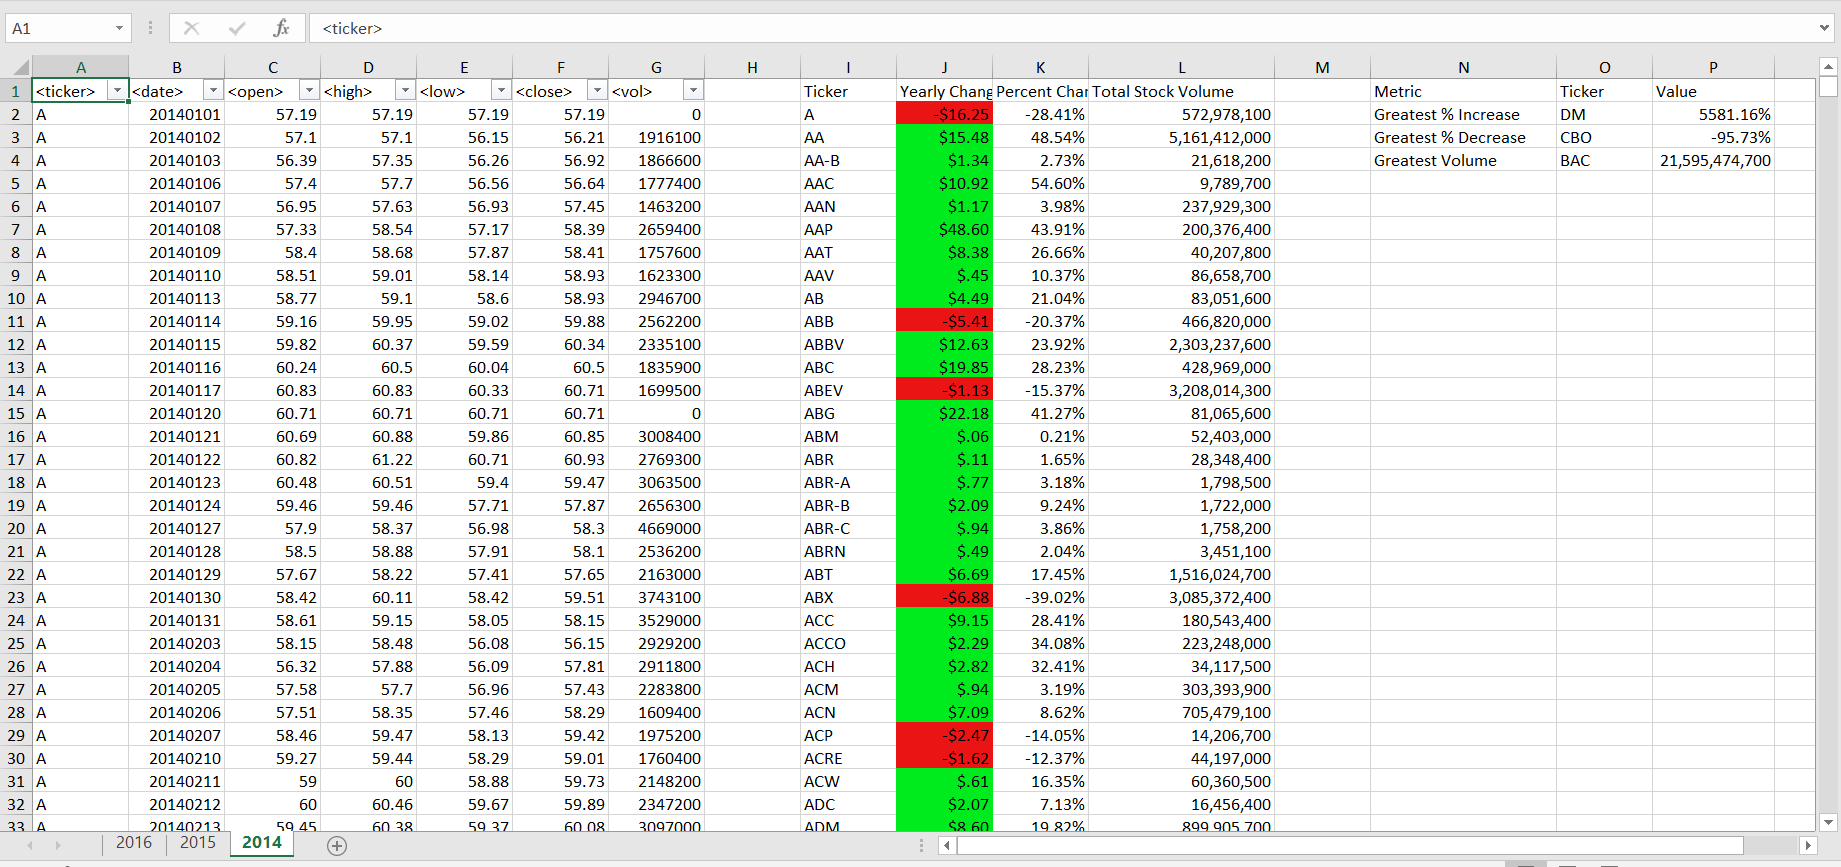 A1 fx <ticker>
A B C D E F G H I J K L M N O P
1 <ticker> <date> <open> <high> <low> <close> <vol> Ticker Yearly Chang Percent Char Total Stock Volume Metric Ticker Value
2 A 20140101 57.19 57.19 57.19 57.19 0 A -$16.25 -28.41% 572,978,100 Greatest % Increase DM 5581.16%
3 A 20140102 57.1 57.1 56.15 56.21 1916100 AA $15.48 48.54% 5,161,412,000 Greatest % Decrease CBO -95.73%
4 A 20140103 56.39 57.35 56.26 56.92 1866600 AA-B $1.34 2.73% 21,618,200 Greatest Volume BAC 21,595,474,700
5 A 20140106 57.4 57.7 56.56 56.64 1777400 AAC $10.92 54.60% 9,789,700
6 A 20140107 56.95 57.63 56.93 57.45 1463200 AAN $1.17 3.98% 237,929,300
7 A 20140108 57.33 58.54 57.17 58.39 2659400 AAP $48.60 43.91% 200,376,400
8 A 20140109 58.4 58.68 57.87 58.41 1757600 AAT $8.38 26.66% 40,207,800
9 A 20140110 58.51 59.01 58.14 58.93 1623300 AAV $.45 10.37% 86,658,700
10 A 20140113 58.77 59.1 58.6 58.93 2946700 AB $4.49 21.04% 83,051,600
11 A 20140114 59.16 59.95 59.02 59.88 2562200 ABB -$5.41 -20.37% 466,820,000
12 A 20140115 59.82 60.37 59.59 60.34 2335100 ABBV $12.63 23.92% 2,303,237,600
13 A 20140116 60.24 60.5 60.04 60.5 1835900 ABC $19.85 28.23% 428,969,000
14 A 20140117 60.83 60.83 60.33 60.71 1699500 ABEV -$1.13 -15.37% 3,208,014,300
15 A 20140120 60.71 60.71 60.71 60.71 0 ABG $22.18 41.27% 81,065,600
16 A 20140121 60.69 60.88 59.86 60.85 3008400 ABM $.06 0.21% 52,403,000
17 A 20140122 60.82 61.22 60.71 60.93 2769300 ABR $.11 1.65% 28,348,400
18 A 20140123 60.48 60.51 59.4 59.47 3063500 ABR-A $.77 3.18% 1,798,500
19 A 20140124 59.46 59.46 57.71 57.87 2656300 ABR-B $2.09 9.24% 1,722,000
20 A 20140127 57.9 58.37 56.98 58.3 4669000 ABR-C $.94 3.86% 1,758,200
21 A 20140128 58.5 58.88 57.91 58.1 2536200 ABRN $.49 2.04% 3,451,100
22 A 20140129 57.67 58.22 57.41 57.65 2163000 ABT $6.69 17.45% 1,516,024,700
23 A 20140130 58.42 60.11 58.42 59.51 3743100 ABX -$6.88 -39.02% 3,085,372,400
24 A 20140131 58.61 59.15 58.05 58.15 3529000 ACC $9.15 28.41% 180,543,400
25 A 20140203 58.15 58.48 56.08 56.15 2929200 ACCO $2.29 34.08% 223,248,000
26 A 20140204 56.32 57.88 56.09 57.81 2911800 ACH $2.82 32.41% 34,117,500
27 A 20140205 57.58 57.7 56.96 57.43 2283800 ACM $.94 3.19% 303,393,900
28 A 20140206 57.51 58.35 57.46 58.29 1609400 ACN $7.09 8.62% 705,479,100
29 A 20140207 58.46 59.47 58.13 59.42 1975200 ACP -$2.47 -14.05% 14,206,700
30 A 20140210 59.27 59.44 58.29 59.01 1760400 ACRE -$1.62 -12.37% 44,197,000
31 A 20140211 59 60 58.88 59.73 2148200 ACW $.61 16.35% 60,360,500
32 A 20140212 60 60.46 59.67 59.89 2347200 ADC $2.07 7.13% 16,456,400
33 A 20140213 59.45 60.38 59.37 60.08 3097000 ADM $8.60 19.82% 899,905,700
2016 2015 2014